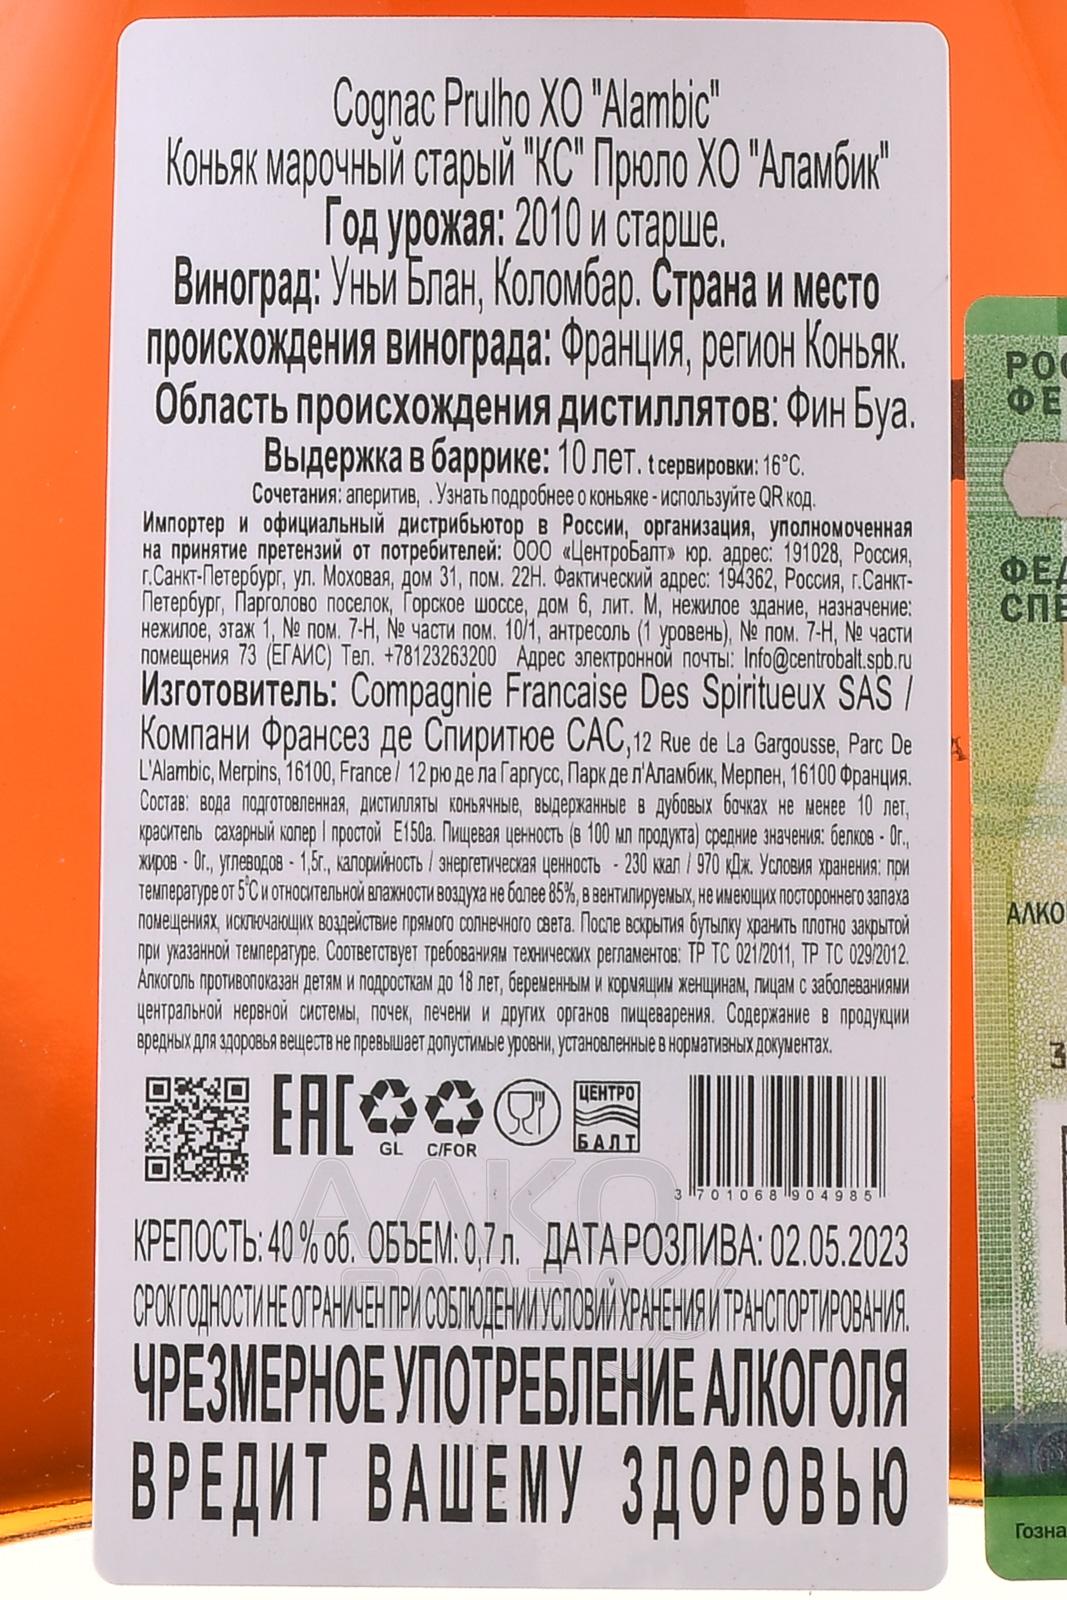 Cognac Prulho XO "Alambic"
Коньяк марочный старый "КС" Прюло ХО "Аламбик"
Год урожая: 2010 и старше.
Виноград: Уньи Блан, Коломбар. Страна и место
происхождения винограда: Франция, регион Коньяк.
Область происхождения дистиллятов: Фин Буа.
Выдержка в баррике: 10 лет. t сервировки: 16°С.
Сочетания: аперитив, . Узнать подробнее о коньяке - используйте QR код.
Импортер и официальный дистрибьютор в России, организация, уполномоченная
на принятие претензий от потребителей: ООО «ЦентроБалт» юр. адрес: 191028, Россия,
г.Санкт-Петербург, ул. Моховая, дом 31, пом. 22Н. Фактический адрес: 194362, Россия, г.Санкт-
Петербург, Парголово поселок, Горское шоссе, дом 6, лит. М, нежилое здание, назначение:
нежилое, этаж 1, № пом. 7-Н, № части пом. 10/1, антресоль (1 уровень), № пом. 7-Н, № части
помещения 73 (ЕГАИС) Тел. +78123263200 Адрес электронной почты: Info@centrobalt.spb.ru
Изготовитель: Compagnie Francaise Des Spiritueux SAS /
Компани Франсез де Спиритюе САС,12 Rue de La Gargousse, Parc De
L'Alambic, Merpins, 16100, France / 12 рю де ла Гаргусс, Парк де л'Аламбик, Мерпен, 16100 Франция.
Состав: вода подготовленная, дистилляты коньячные, выдержанные в дубовых бочках не менее 10 лет,
краситель сахарный колер I простой Е150а. Пищевая ценность (в 100 мл продукта) средние значения: белков - 0г.,
жиров - 0г., углеводов - 1,5г., калорийность / энергетическая ценность - 230 ккал / 970 кДж. Условия хранения: при
температуре от 5°С и относительной влажности воздуха не более 85%, в вентилируемых, не имеющих постороннего запаха
помещениях, исключающих воздействие прямого солнечного света. После вскрытия бутылку хранить плотно закрытой
при указанной температуре. Соответствует требованиям технических регламентов: ТР ТС 021/2011, ТР ТС 029/2012.
Алкоголь противопоказан детям и подросткам до 18 лет, беременным и кормящим женщинам, лицам с заболеваниями
центральной нервной системы, почек, печени и других органов пищеварения. Содержание в продукции
вредных для здоровья веществ не превышает допустимые уровни, установленные в нормативных документах.
ЕАС GL C/FOR ЦЕНТРО БАЛТ
3 701068 904985
КРЕПОСТЬ: 40 % об. ОБЪЕМ: 0,7 л. ДАТА РОЗЛИВА: 02.05.2023
СРОК ГОДНОСТИ НЕ ОГРАНИЧЕН ПРИ СОБЛЮДЕНИИ УСЛОВИЙ ХРАНЕНИЯ И ТРАНСПОРТИРОВАНИЯ.
ЧРЕЗМЕРНОЕ УПОТРЕБЛЕНИЕ АЛКОГОЛЯ
ВРЕДИТ ВАШЕМУ ЗДОРОВЬЮ
АЛКО
ПЛАЗА
РОС
ФЕ
ФЕД
СПЕ
АЛКО
Гозна